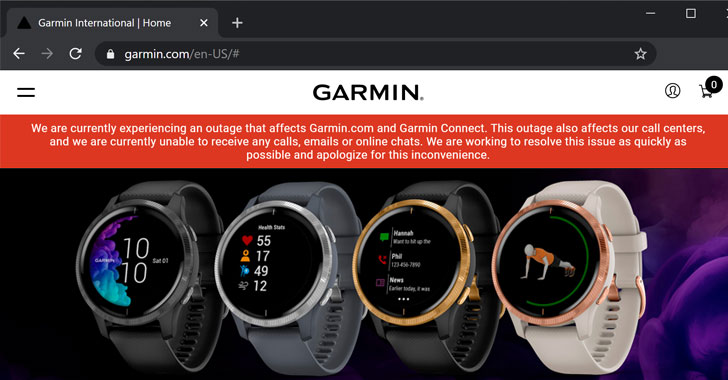 Garmin International | Home
garmin.com/en-US/#
GARMIN.
0
We are currently experiencing an outage that affects Garmin.com and Garmin Connect. This outage also affects our call centers,
and we are currently unable to receive any calls, emails or online chats. We are working to resolve this issue as quickly as
possible and apologize for this inconvenience.
10
10
Sat 01
GARMIN
Health Stats
55
17
49
12
Hannah
Want to hit up the
Phil
123-456-7890
News
Earlier today, it was